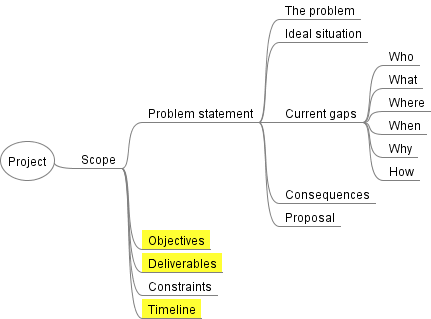 The problem
Ideal situation
Who
What
Where
When
Why
How
Current gaps
Problem statement
Consequences
Proposal
Project
Scope
Objectives
Deliverables
Constraints
Timeline